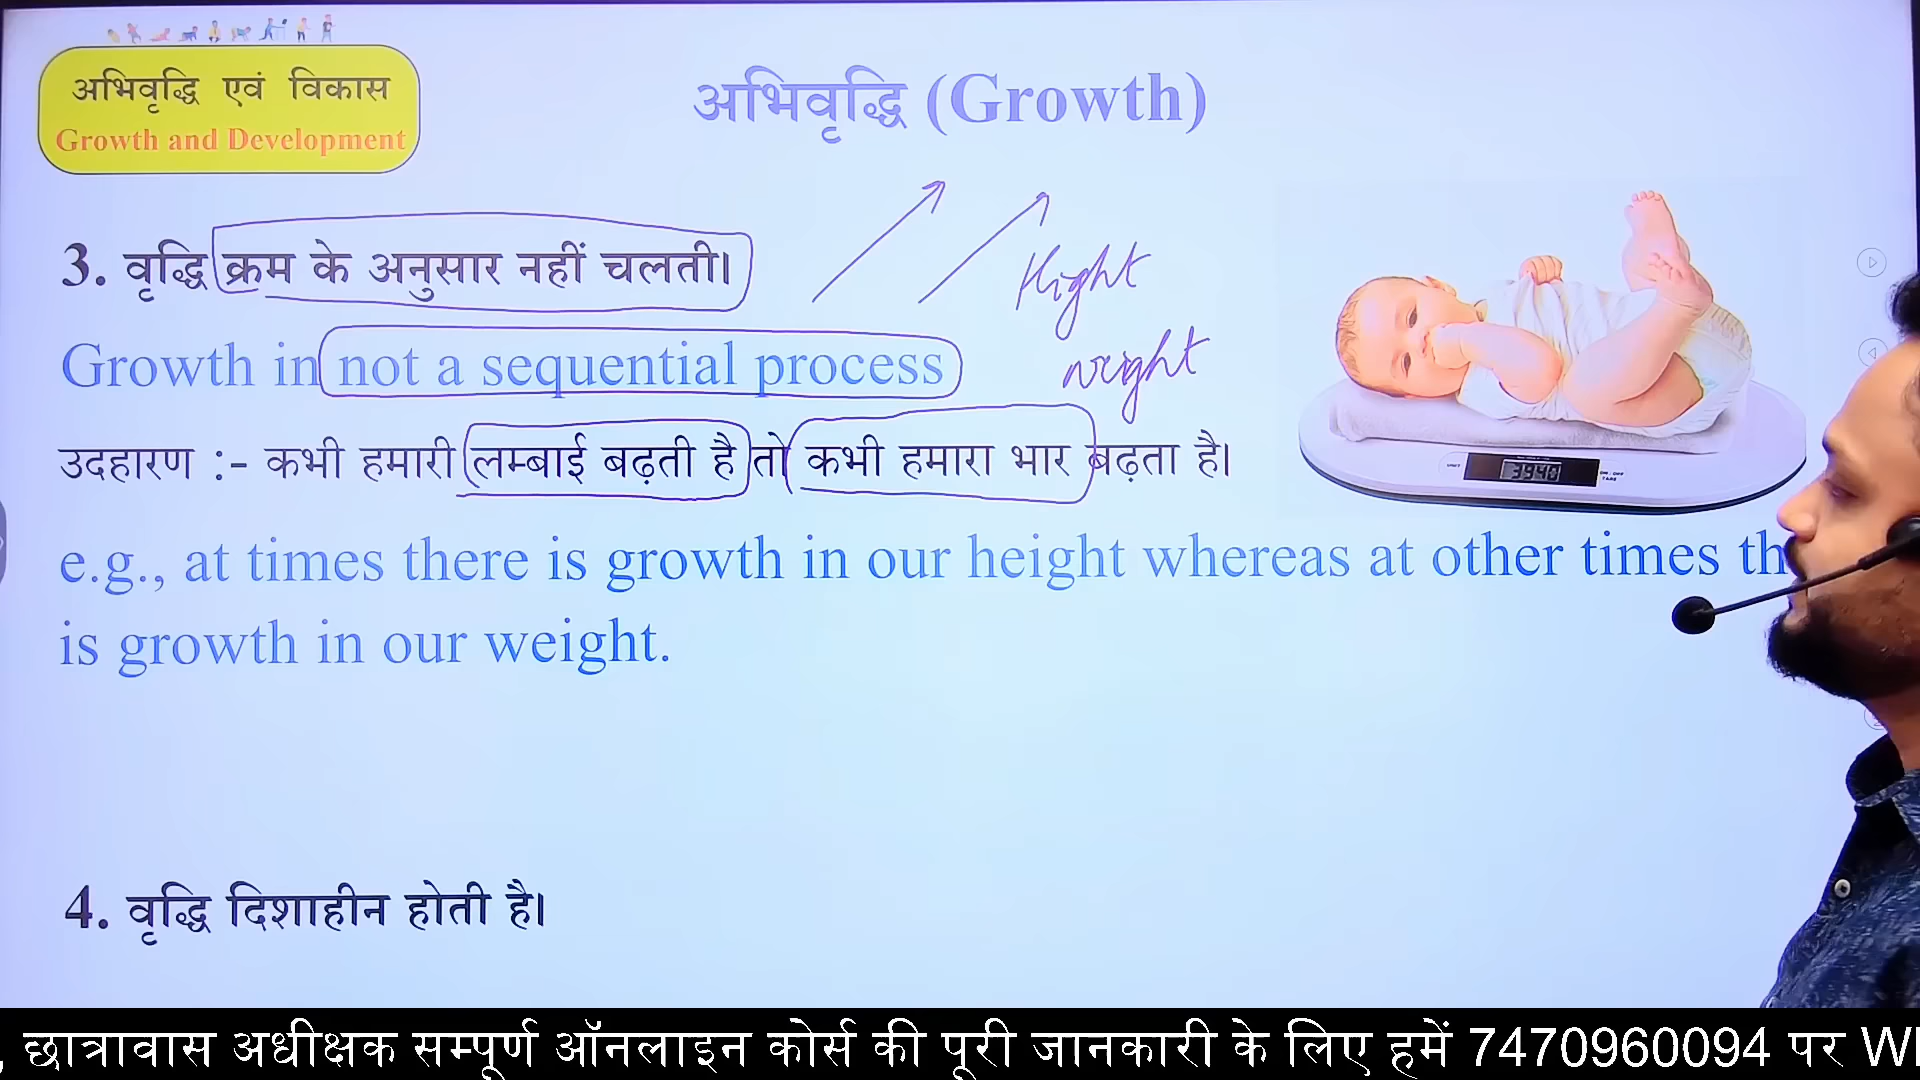 अभिवृद्धि एवं विकास
Growth and Development
अभिवृद्धि (Growth)
3. वृद्धि क्रम के अनुसार नहीं चलती।
Hight
Growth in not a sequential process
weight
उदहारण :- कभी हमारी लम्बाई बढ़ती है तो कभी हमारा भार बढ़ता है।
3940
e.g., at times there is growth in our height whereas at other times th
is growth in our weight.
4. वृद्धि दिशाहीन होती है।
, छात्रावास अधीक्षक सम्पूर्ण ऑनलाइन कोर्स की पूरी जानकारी के लिए हमें 7470960094 पर W